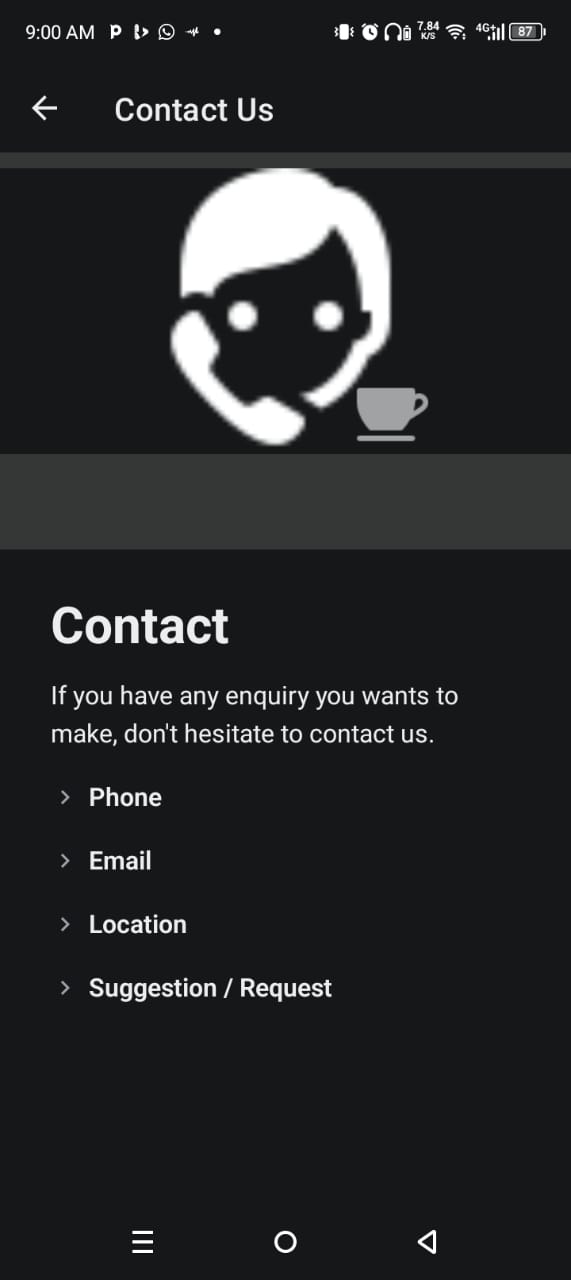 9:00 AM
7.84
K/S
4G+
87
Contact Us
Contact
If you have any enquiry you wants to
make, don't hesitate to contact us.
Phone
Email
Location
Suggestion / Request